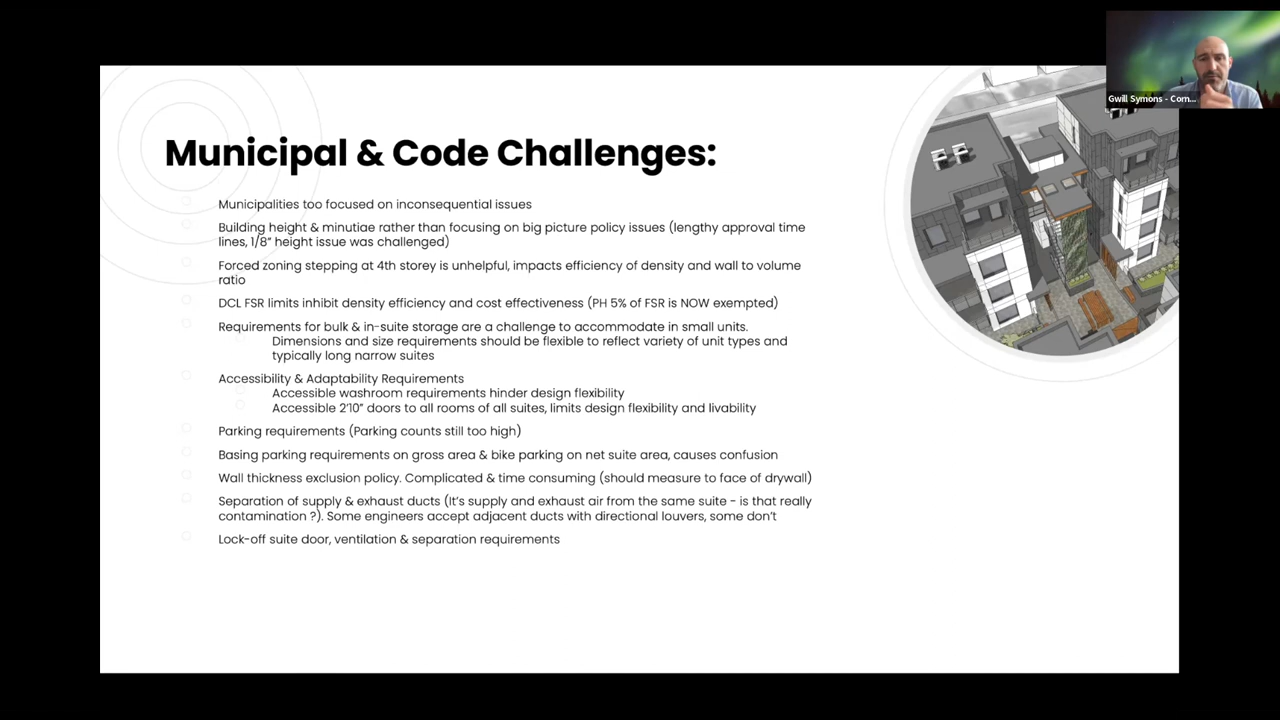 Gwill Symons - Corn...
Municipal & Code Challenges:
Municipalities too focused on inconsequential issues
Building height & minutiae rather than focusing on big picture policy issues (lengthy approval time
lines, 1/8” height issue was challenged)
Forced zoning stepping at 4th storey is unhelpful, impacts efficiency of density and wall to volume
ratio
DCL FSR limits inhibit density efficiency and cost effectiveness (PH 5% of FSR is NOW exempted)
Requirements for bulk & in-suite storage are a challenge to accommodate in small units.
Dimensions and size requirements should be flexible to reflect variety of unit types and
typically long narrow suites
Accessibility & Adaptability Requirements
Accessible washroom requirements hinder design flexibility
Accessible 2’10” doors to all rooms of all suites, limits design flexibility and livability
Parking requirements (Parking counts still too high)
Basing parking requirements on gross area & bike parking on net suite area, causes confusion
Wall thickness exclusion policy. Complicated & time consuming (should measure to face of drywall)
Separation of supply & exhaust ducts (It’s supply and exhaust air from the same suite - is that really
contamination ?). Some engineers accept adjacent ducts with directional louvers, some don’t
Lock-off suite door, ventilation & separation requirements